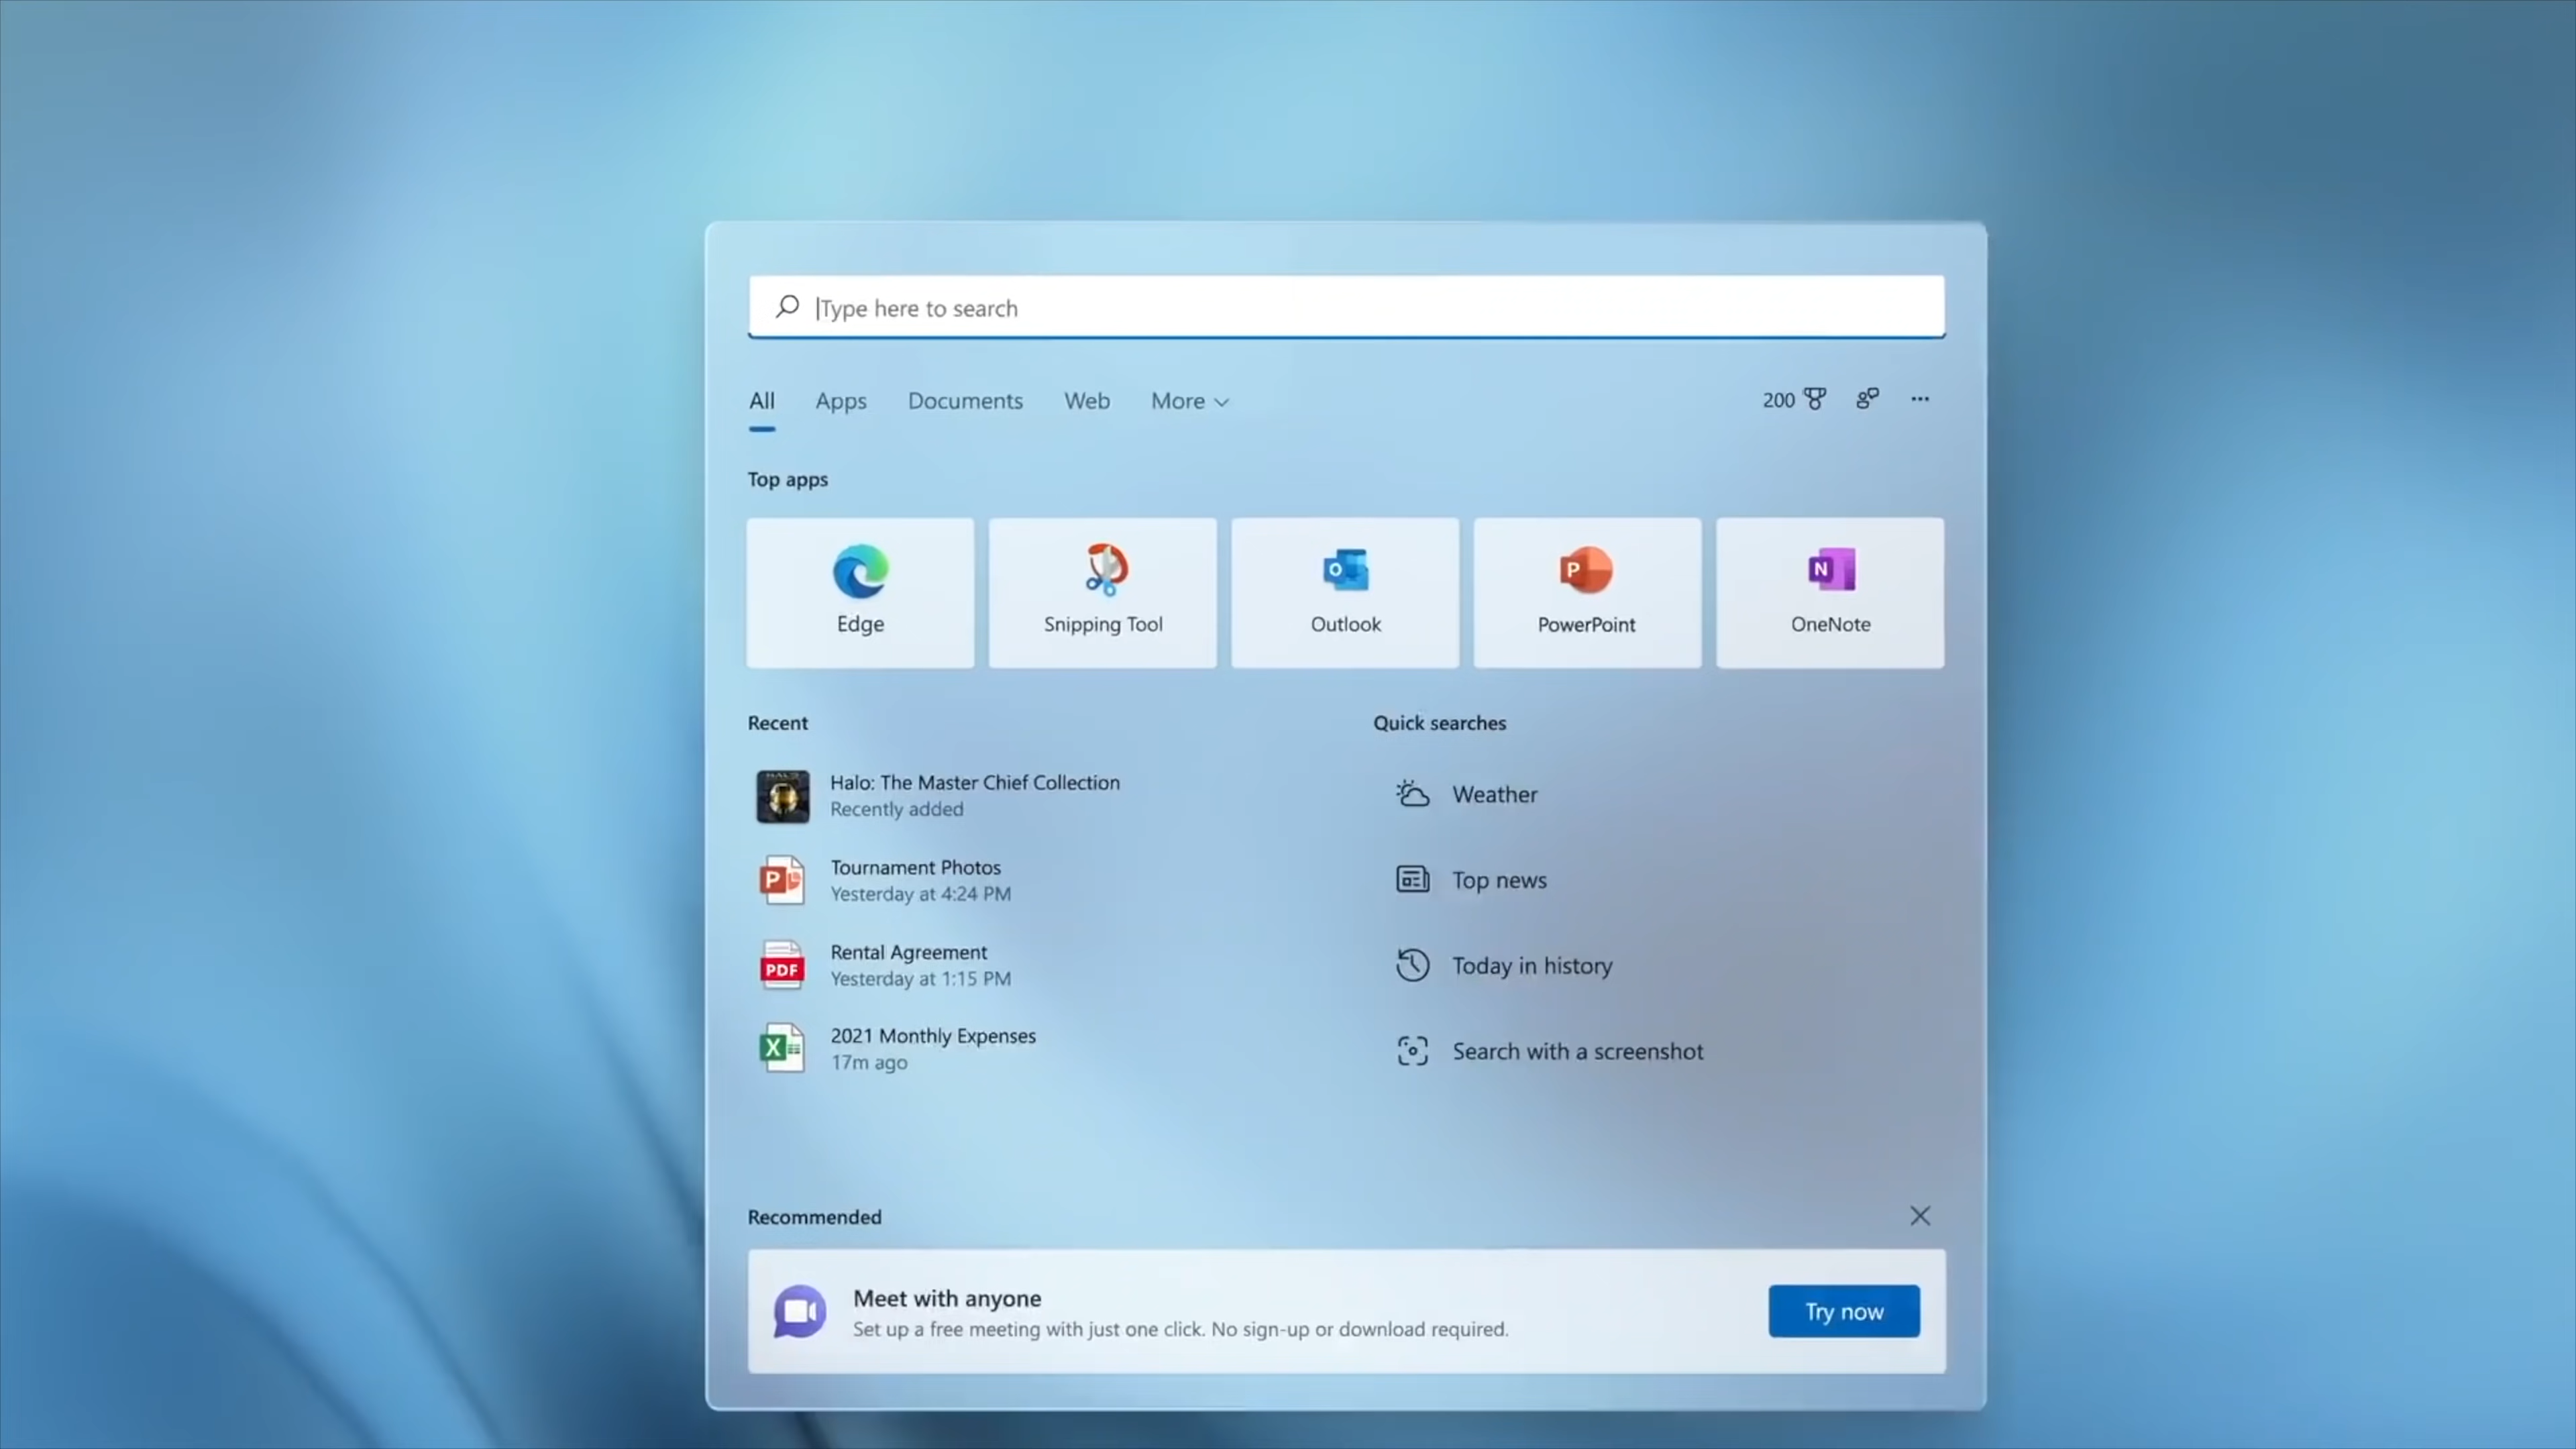 Type here to search
All Apps Documents Web More 200
Top apps
Edge Snipping Tool Outlook PowerPoint OneNote
Recent
Halo: The Master Chief Collection
Recently added
Tournament Photos
Yesterday at 4:24 PM
PDF
Rental Agreement
Yesterday at 1:15 PM
2021 Monthly Expenses
17m ago
Quick searches
Weather
Top news
Today in history
Search with a screenshot
Recommended
Meet with anyone
Set up a free meeting with just one click. No sign-up or download required.
Try now